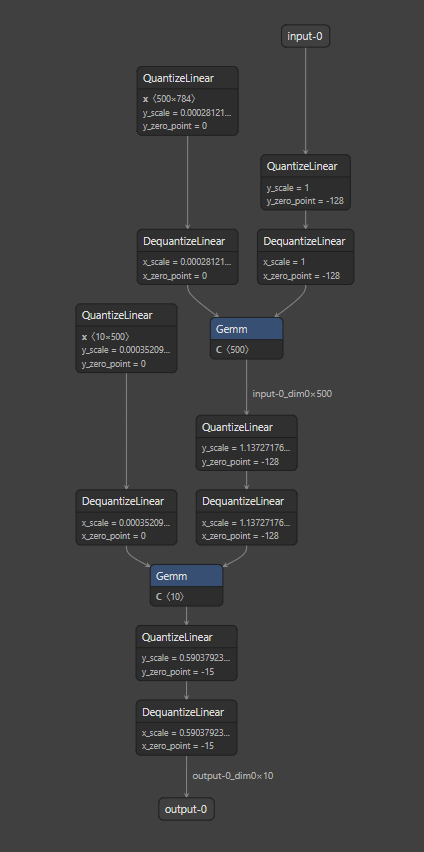 input-0
QuantizeLinear
x ⟨500×784⟩
y_scale = 0.00028121...
y_zero_point = 0
QuantizeLinear
y_scale = 1
y_zero_point = -128
DequantizeLinear
x_scale = 0.00028121...
x_zero_point = 0
DequantizeLinear
x_scale = 1
x_zero_point = -128
QuantizeLinear
x ⟨10×500⟩
y_scale = 0.00035209...
y_zero_point = 0
Gemm
C ⟨500⟩
input-0_dim0×500
QuantizeLinear
y_scale = 1.13727176...
y_zero_point = -128
DequantizeLinear
x_scale = 0.00035209...
x_zero_point = 0
DequantizeLinear
x_scale = 1.13727176...
x_zero_point = -128
Gemm
C ⟨10⟩
QuantizeLinear
y_scale = 0.59037923...
y_zero_point = -15
DequantizeLinear
x_scale = 0.59037923...
x_zero_point = -15
output-0_dim0×10
output-0